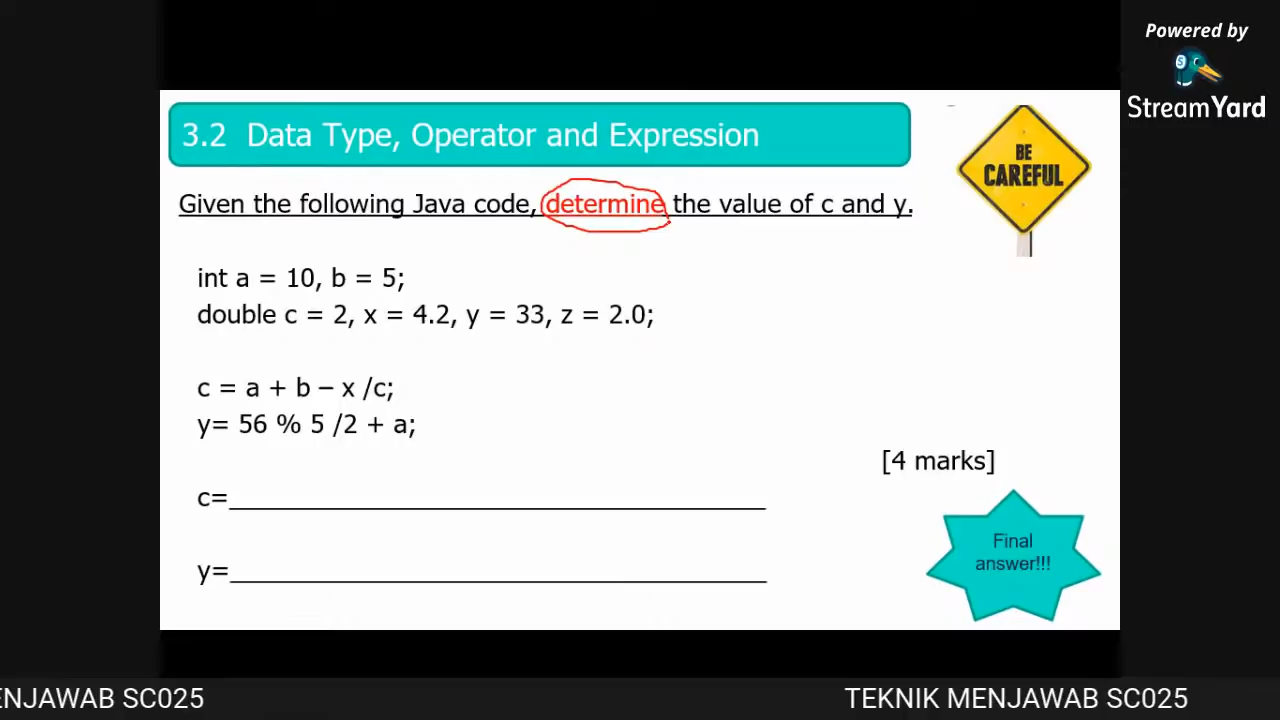 Powered by
StreamYard
3.2 Data Type, Operator and Expression
BE
CAREFUL
Given the following Java code, determine the value of c and y.
int a = 10, b = 5;
double c = 2, x = 4.2, y = 33, z = 2.0;
c = a + b – x /c;
y= 56 % 5 /2 + a;
[4 marks]
c=
Final
answer!!!
y=
ENJAWAB SC025
TEKNIK MENJAWAB SC025